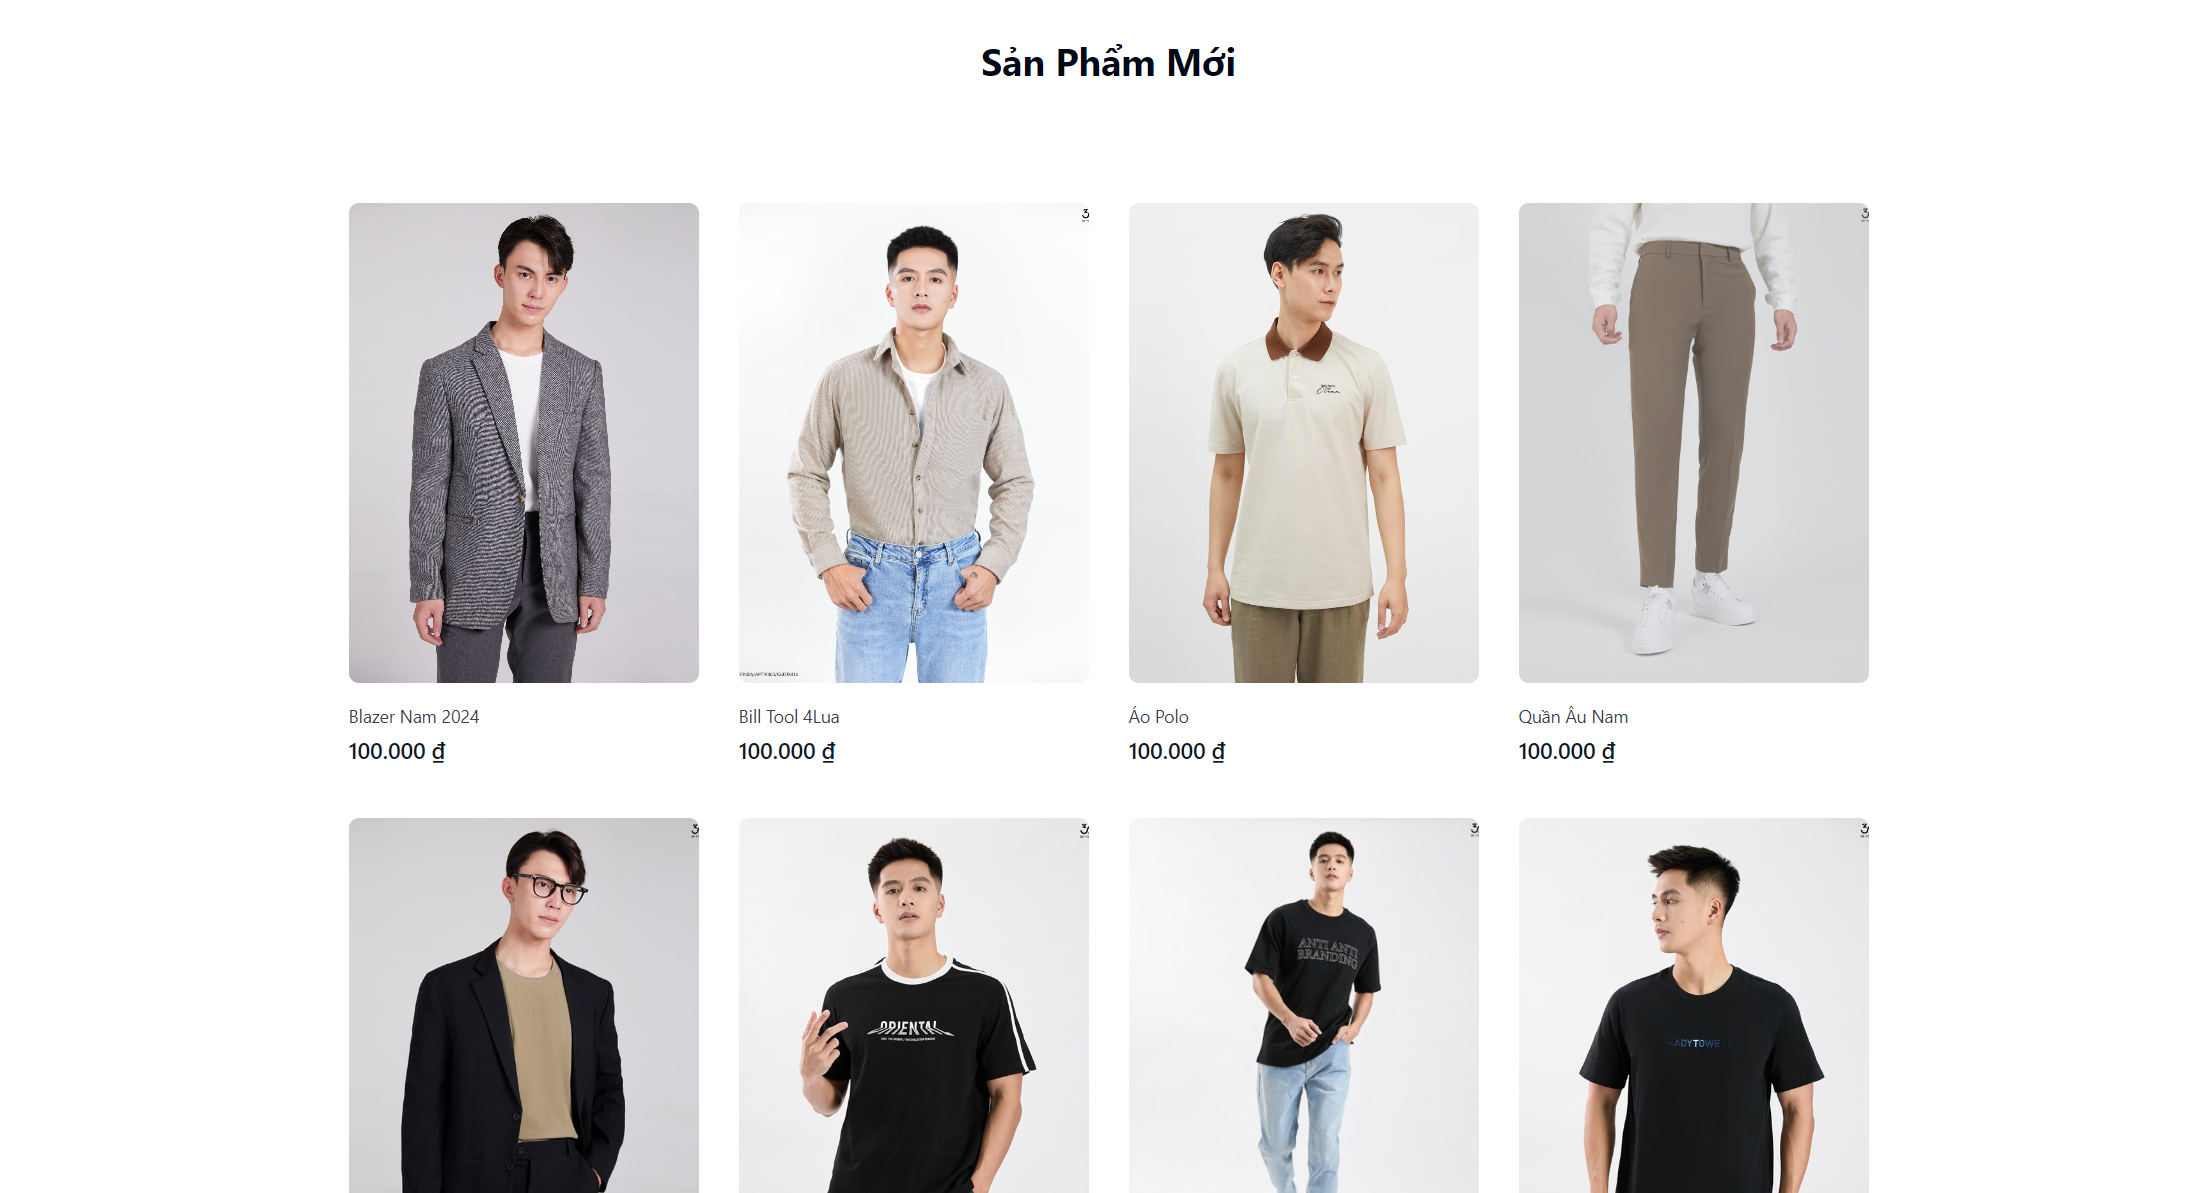 Sản Phẩm Mới
Blazer Nam 2024
100.000 ₫
Bill Tool 4Lua
100.000 ₫
Áo Polo
100.000 ₫
Quần Âu Nam
100.000 ₫
ORIENTAL
ANTI ANTI
BRANDING
READYTOWEAR